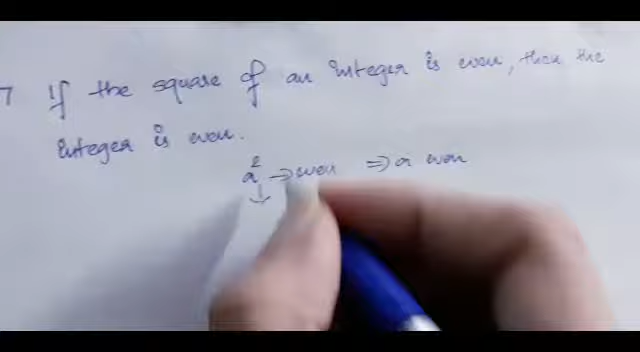 7 If the square of an integer is even, then the
integer is even.
a² → even ⇒ a even